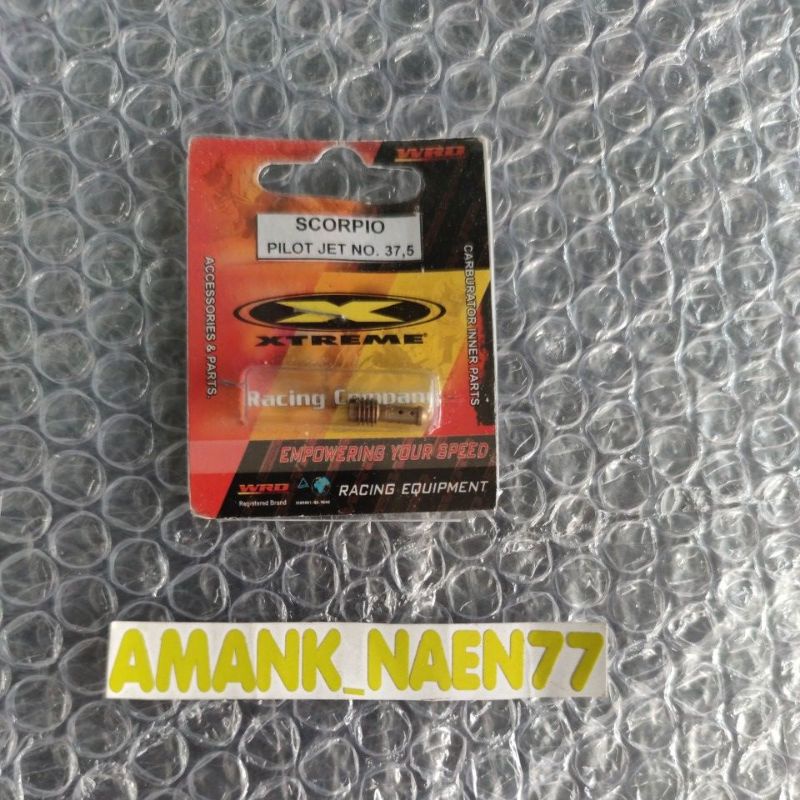 WRD
SCORPIO
PILOT JET NO. 37,5
ACCESSORIES & PARTS.
CARBURATOR INNER PARTS
X
XTREME
Racing Company
EMPOWERING YOUR SPEED
WRD
Registered Brand
RACING EQUIPMENT
AMANK_NAEN77